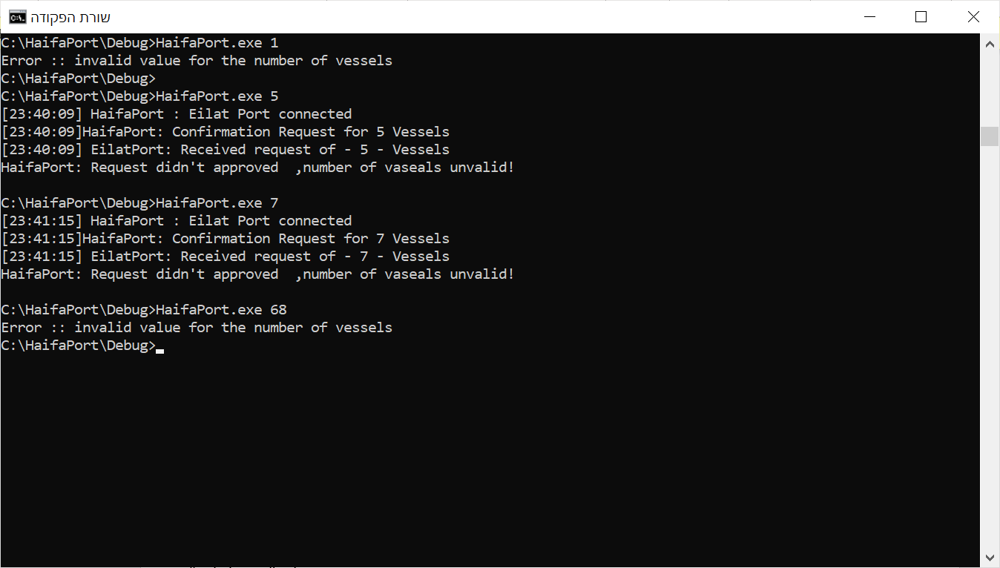 שורת הפקודה
C:\HaifaPort\Debug>HaifaPort.exe 1
Error :: invalid value for the number of vessels
C:\HaifaPort\Debug>
C:\HaifaPort\Debug>HaifaPort.exe 5
[23:40:09] HaifaPort : Eilat Port connected
[23:40:09]HaifaPort: Confirmation Request for 5 Vessels
[23:40:09] EilatPort: Received request of - 5 - Vessels
HaifaPort: Request didn't approved  ,number of vaseals unvalid!
C:\HaifaPort\Debug>HaifaPort.exe 7
[23:41:15] HaifaPort : Eilat Port connected
[23:41:15]HaifaPort: Confirmation Request for 7 Vessels
[23:41:15] EilatPort: Received request of - 7 - Vessels
HaifaPort: Request didn't approved  ,number of vaseals unvalid!
C:\HaifaPort\Debug>HaifaPort.exe 68
Error :: invalid value for the number of vessels
C:\HaifaPort\Debug>